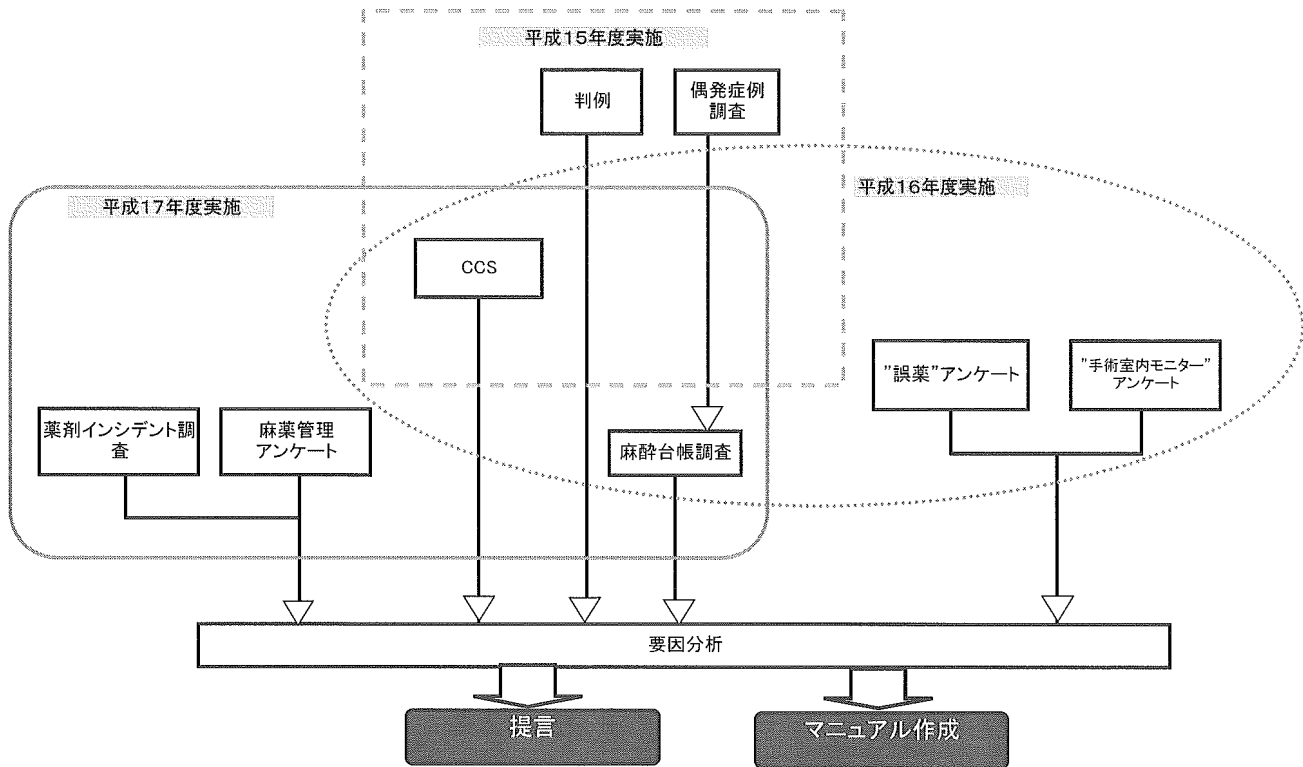 平成15年度実施
判例
偶発症例
調査
平成16年度実施
平成17年度実施
CCS
”誤薬”アンケート
”手術室内モニター”
アンケート
薬剤インシデント調
査
麻薬管理
アンケート
麻酔台帳調査
要因分析
提言
マニュアル作成